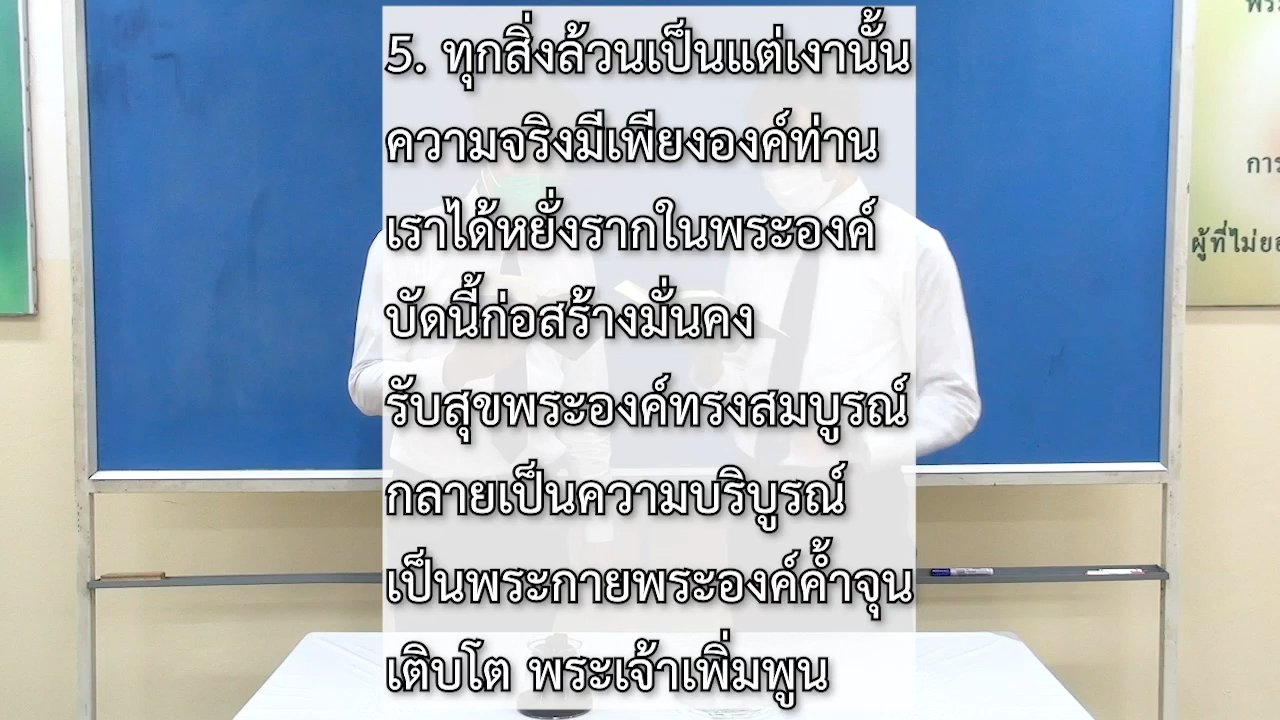 5. ทุกสิ่งล้วนเป็นแต่เงานั้น
ความจริงมีเพียงองค์ท่าน
เราได้หยั่งรากในพระองค์
บัดนี้ก่อสร้างมั่นคง
รับสุขพระองค์ทรงสมบูรณ์
กลายเป็นความบริบูรณ์
เป็นพระกายพระองค์ค้ำจุน
เติบโต พระเจ้าเพิ่มพูน
การ